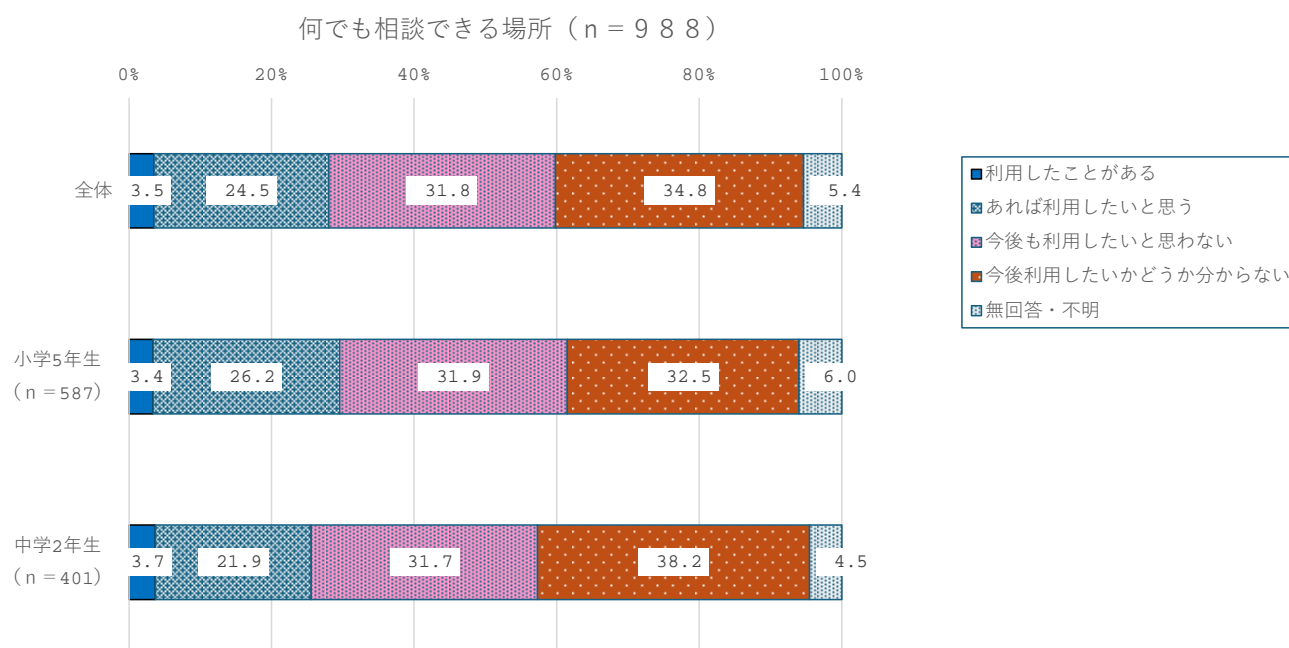 何でも相談できる場所（ｎ＝９８８）
0% 20% 40% 60% 80% 100%
全体 3.5 24.5 31.8 34.8 5.4
小学5年生
（ｎ＝587）
3.4 26.2 31.9 32.5 6.0
中学2年生
（ｎ＝401）
3.7 21.9 31.7 38.2 4.5
利用したことがある
あれば利用したいと思う
今後も利用したいと思わない
今後利用したいかどうか分からない
無回答・不明